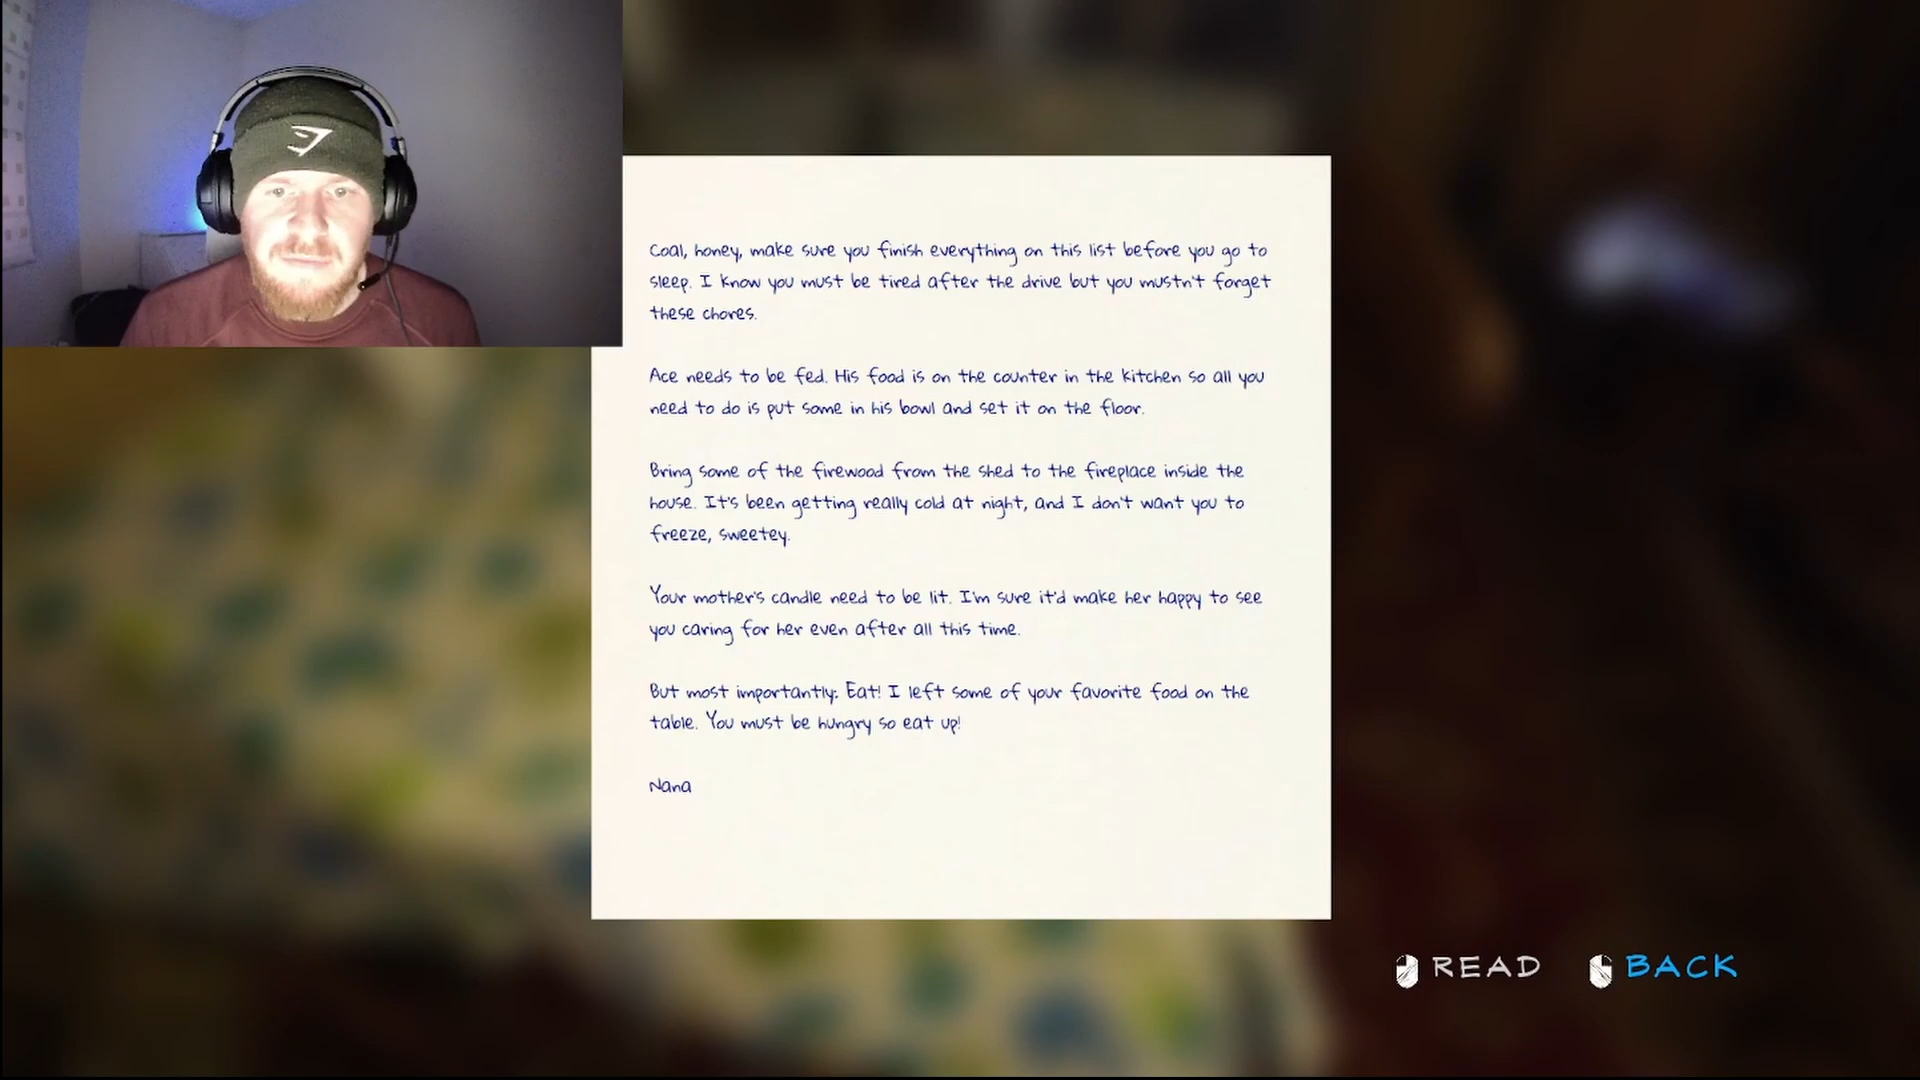 Coal, honey, make sure you finish everything on this list before you go to
sleep. I know you must be tired after the drive but you mustn't forget
these chores.
Ace needs to be fed. His food is on the counter in the kitchen so all you
need to do is put some in his bowl and set it on the floor.
Bring some of the firewood from the shed to the fireplace inside the
house. It's been getting really cold at night, and I don't want you to
freeze, sweetey.
Your mother's candle need to be lit. I'm sure it'd make her happy to see
you caring for her even after all this time.
But most importantly: Eat! I left some of your favorite food on the
table. You must be hungry so eat up!
Nana
READ BACK